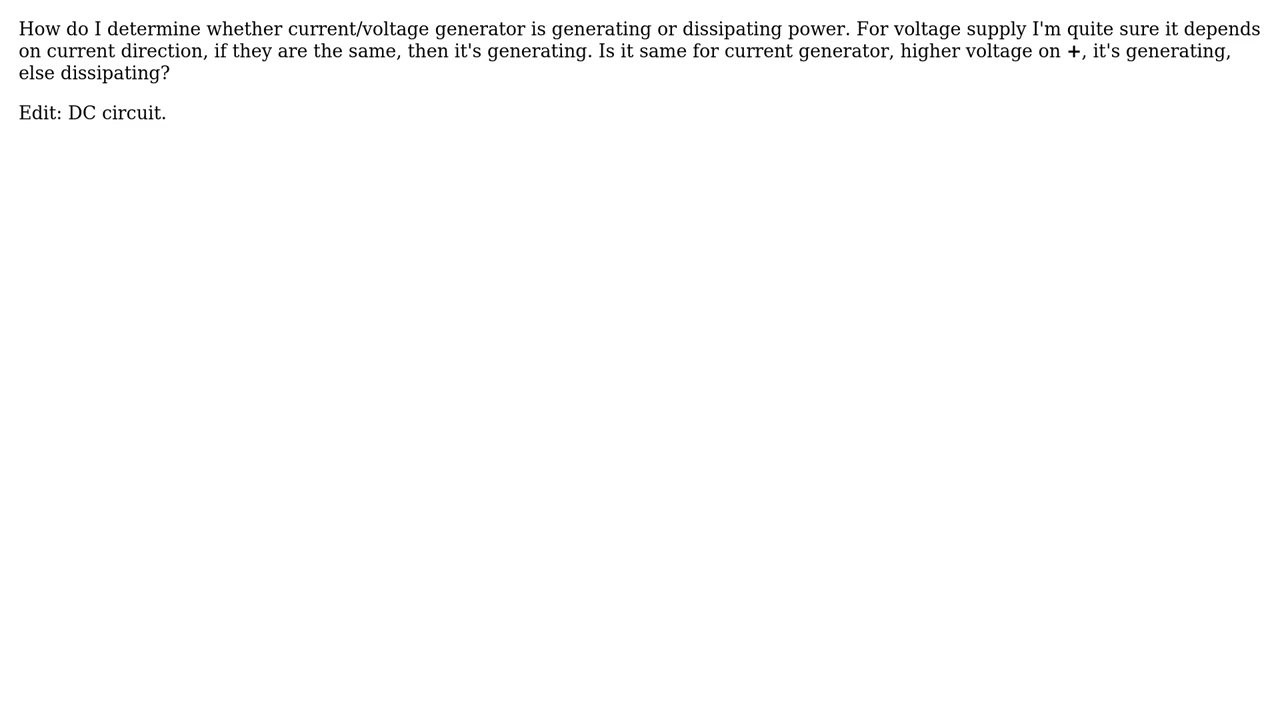 How do I determine whether current/voltage generator is generating or dissipating power. For voltage supply I'm quite sure it depends
on current direction, if they are the same, then it's generating. Is it same for current generator, higher voltage on +, it's generating,
else dissipating?
Edit: DC circuit.